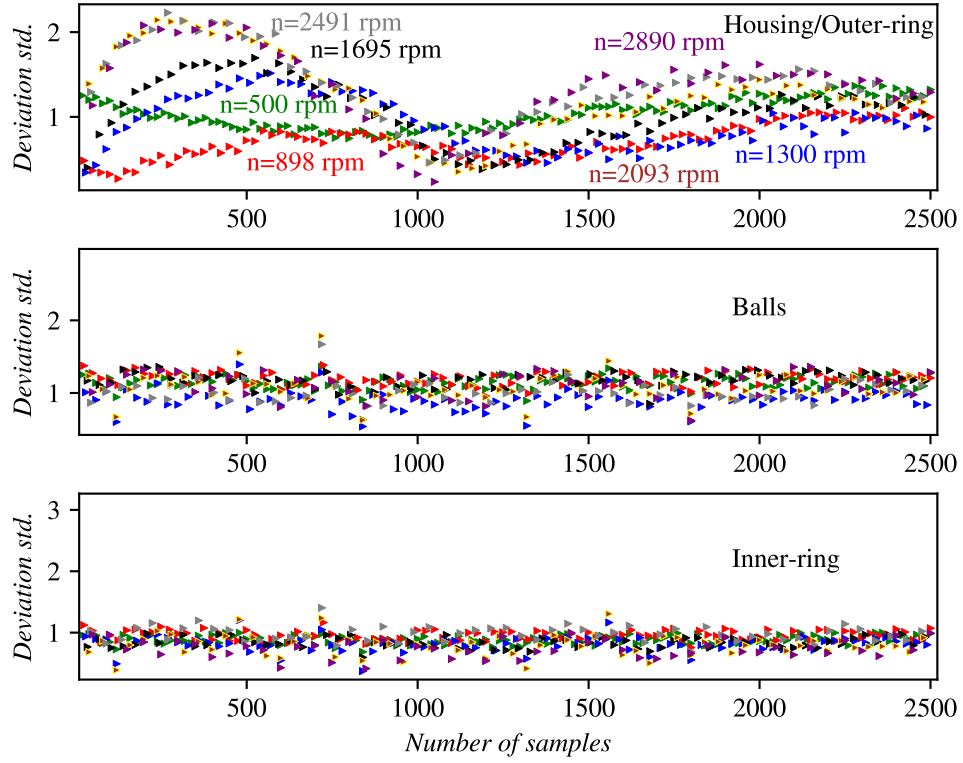 n=2491 rpm
Housing/Outer-ring
n=1695 rpm
n=2890 rpm
n=500 rpm
n=898 rpm
n=1300 rpm
n=2093 rpm
Deviation std.
2
1
500
1000
1500
2000
2500
Balls
Deviation std.
2
1
500
1000
1500
2000
2500
Inner-ring
Deviation std.
3
2
1
500
1000
1500
2000
2500
Number of samples